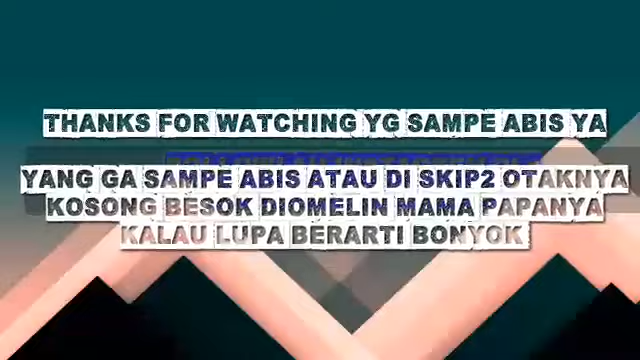 THANKS FOR WATCHING YG SAMPE ABIS YA
YANG GA SAMPE ABIS ATAU DI SKIP2 OTAKNYA
KOSONG BESOK DIOMELIN MAMA PAPANYA
KALAU LUPA BERARTI BONYOK